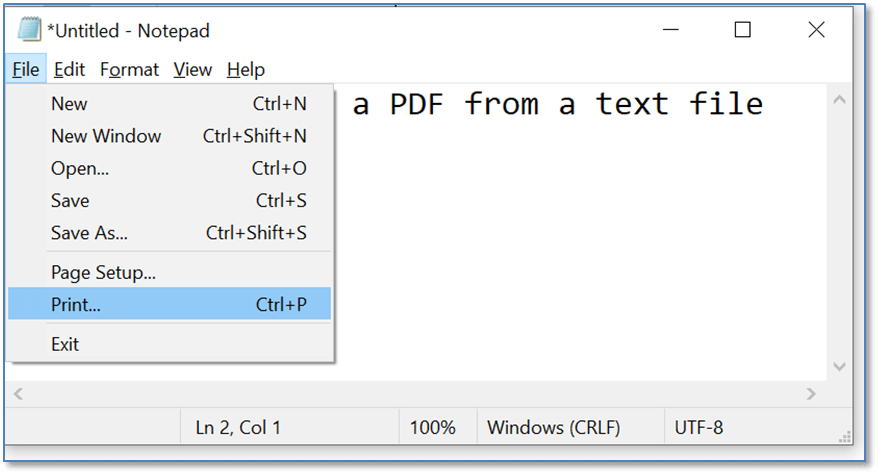 *Untitled - Notepad
File Edit Format View Help
a PDF from a text file
New Ctrl+N
New Window Ctrl+Shift+N
Open... Ctrl+O
Save Ctrl+S
Save As... Ctrl+Shift+S
Page Setup...
Print... Ctrl+P
Exit
Ln 2, Col 1 100% Windows (CRLF) UTF-8